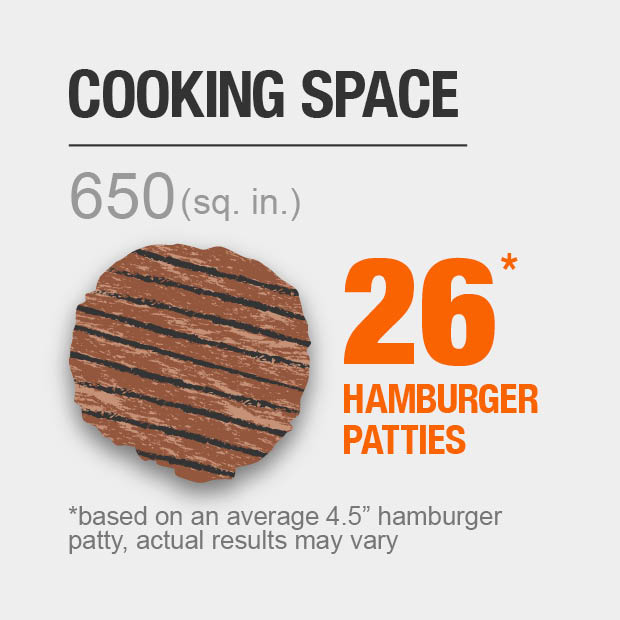 COOKING SPACE
650 (sq. in.)
26*
HAMBURGER
PATTIES
*based on an average 4.5” hamburger
patty, actual results may vary